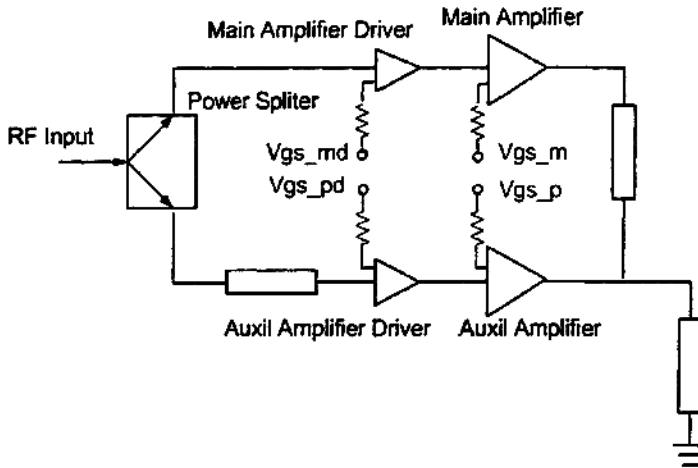 Main Amplifier
Main Amplifier Driver
Power Spliter
RF Input
Vgs_md
Vgs_m
Vgs_pd
Vgs_p
Auxil Amplifier Driver
Auxil Amplifier